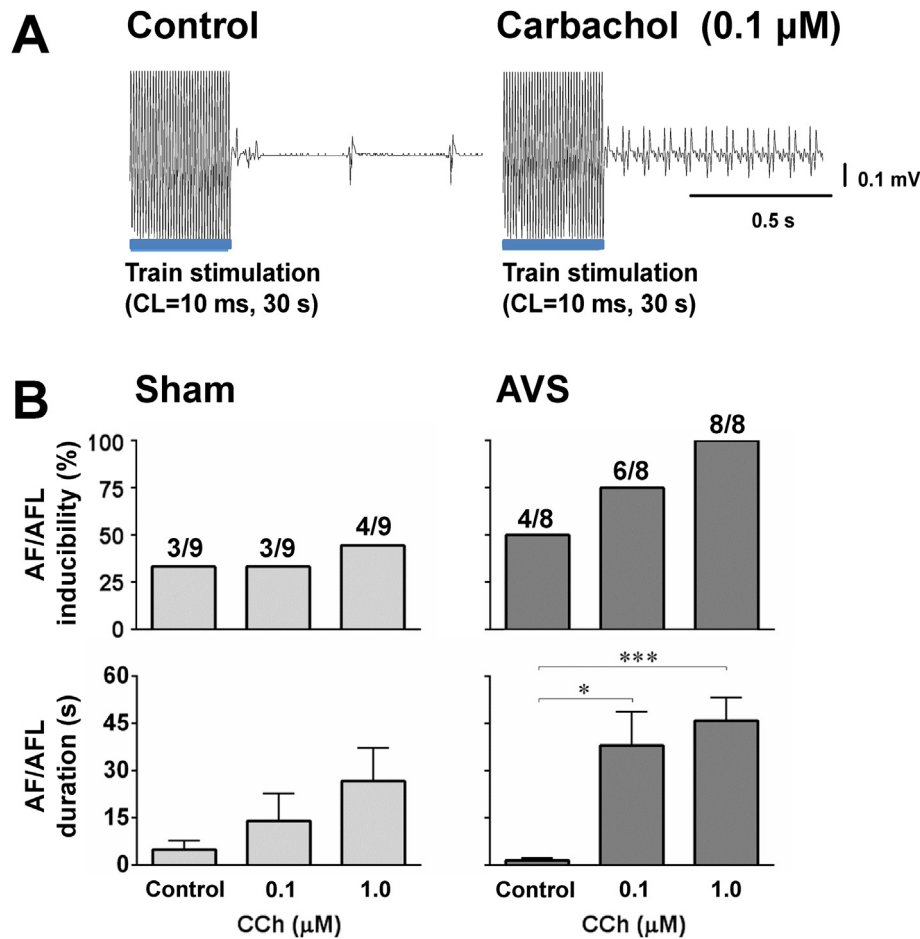 A
Control
Carbachol (0.1 µM)
0.1 mV
0.5 s
Train stimulation
(CL=10 ms, 30 s)
Train stimulation
(CL=10 ms, 30 s)
B
Sham
AVS
AF/AFL
inducibility (%)
100
75
50
25
0
3/9
3/9
4/9
4/8
6/8
8/8
AF/AFL
duration (s)
60
45
30
15
0
*
***
Control
0.1
1.0
CCh (µM)
Control
0.1
1.0
CCh (µM)